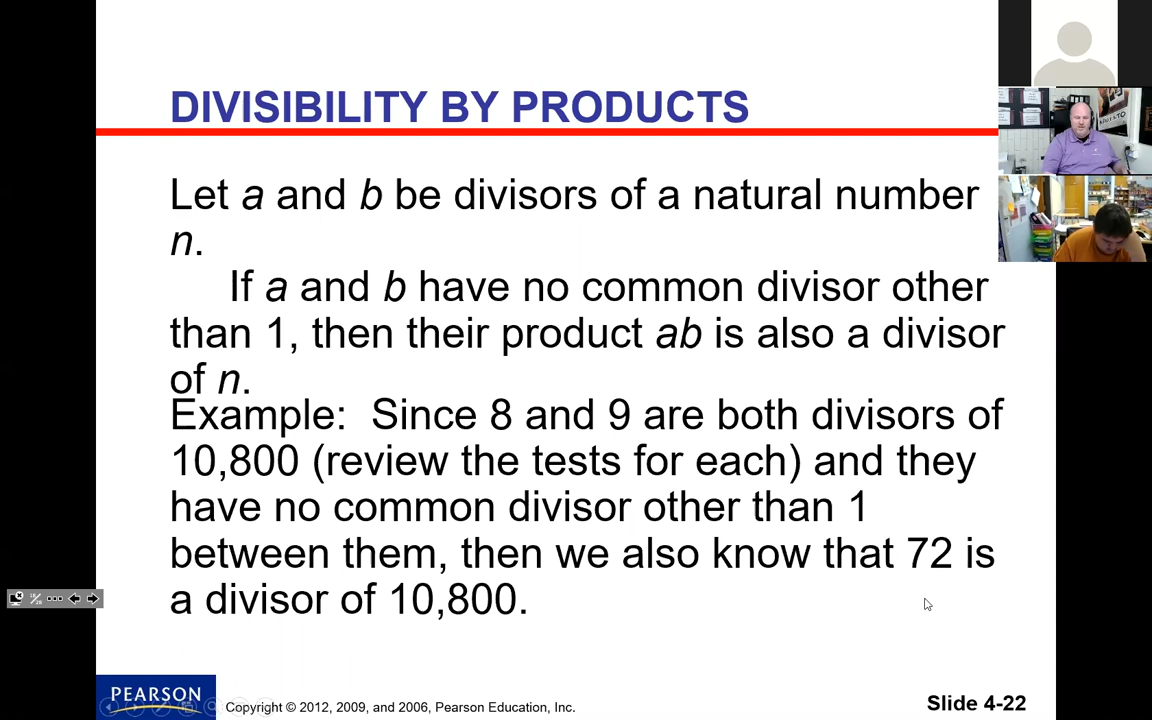 DIVISIBILITY BY PRODUCTS
Let a and b be divisors of a natural number
n.
If a and b have no common divisor other
than 1, then their product ab is also a divisor
of n.
Example:  Since 8 and 9 are both divisors of
10,800 (review the tests for each) and they
have no common divisor other than 1
between them, then we also know that 72 is
a divisor of 10,800.
PEARSON
Copyright © 2012, 2009, and 2006, Pearson Education, Inc.
Slide 4-22